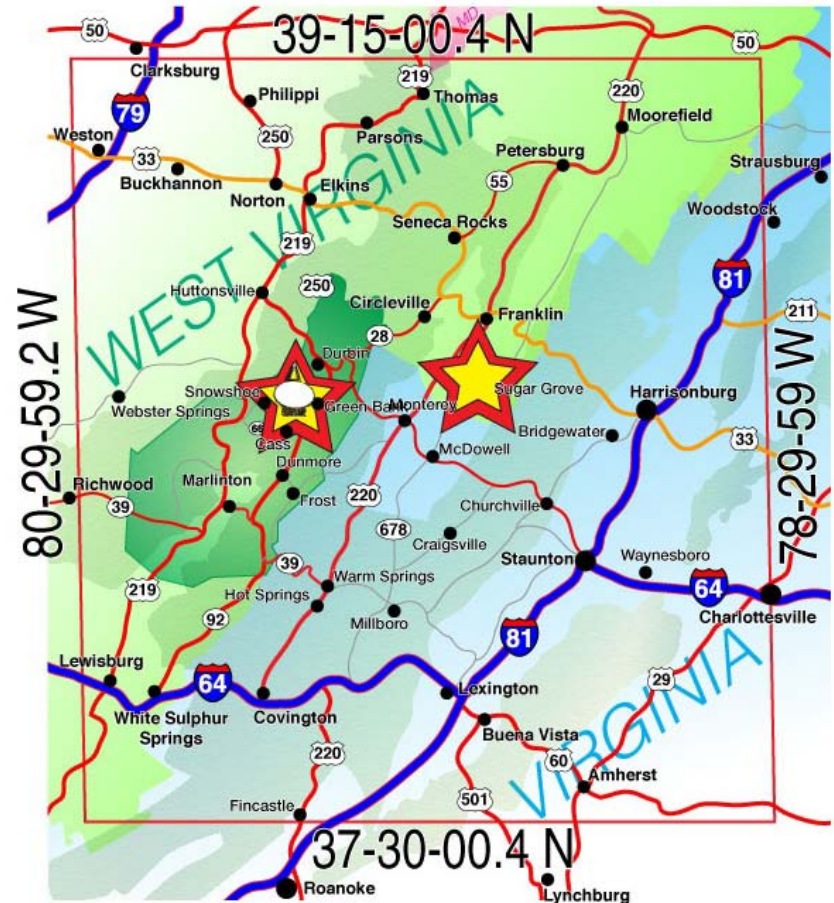 MD
50
39-15-00.4 N
50
Clarksburg
219
Thomas
220
79
Philippi
Moorefield
Weston
250
Parsons
Petersburg
33
Strausburg
Buckhannon
55
Norton
Elkins
Woodstock
Seneca Rocks
WEST VIRGINIA
219
81
Huttonsville
250
Circleville
Franklin
211
28
Durbin
80-29-59.2 W
78-29-59 W
Snowshoe
Sugar Grove
Harrisonburg
Webster Springs
Green Bank
Monterey
66
Cass
Bridgewater
33
McDowell
Dunmore
Richwood
Marlinton
Frost
220
Churchville
39
678
Craigsville
Staunton
Waynesboro
39
Warm Springs
219
Hot Springs
64
92
Millboro
Charlottesville
81
Lewisburg
64
29
Lexington
White Sulphur
Springs
Covington
VIRGINIA
Buena Vista
220
60
Amherst
501
Fincastle
37-30-00.4 N
Roanoke
Lynchburg